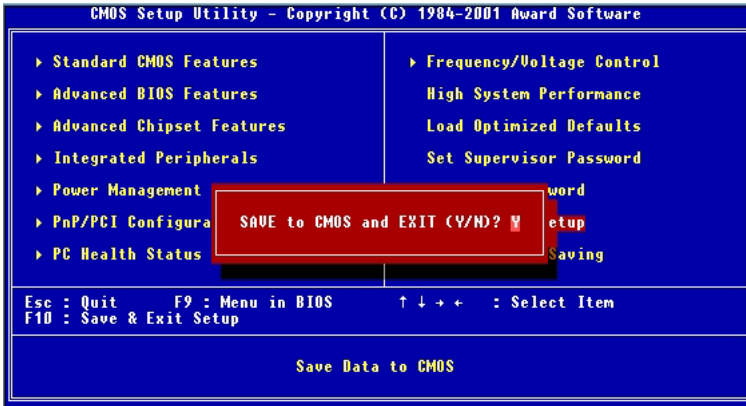 CMOS Setup Utility - Copyright (C) 1984-2001 Award Software
Standard CMOS Features
Advanced BIOS Features
Advanced Chipset Features
Integrated Peripherals
Power Management
PnP/PCI Configura
PC Health Status
Frequency/Voltage Control
High System Performance
Load Optimized Defaults
Set Supervisor Password
word
etup
Saving
SAVE to CMOS and EXIT (Y/N)? Y
Esc : Quit F9 : Menu in BIOS ↑ ↓ → ← : Select Item
F10 : Save & Exit Setup
Save Data to CMOS